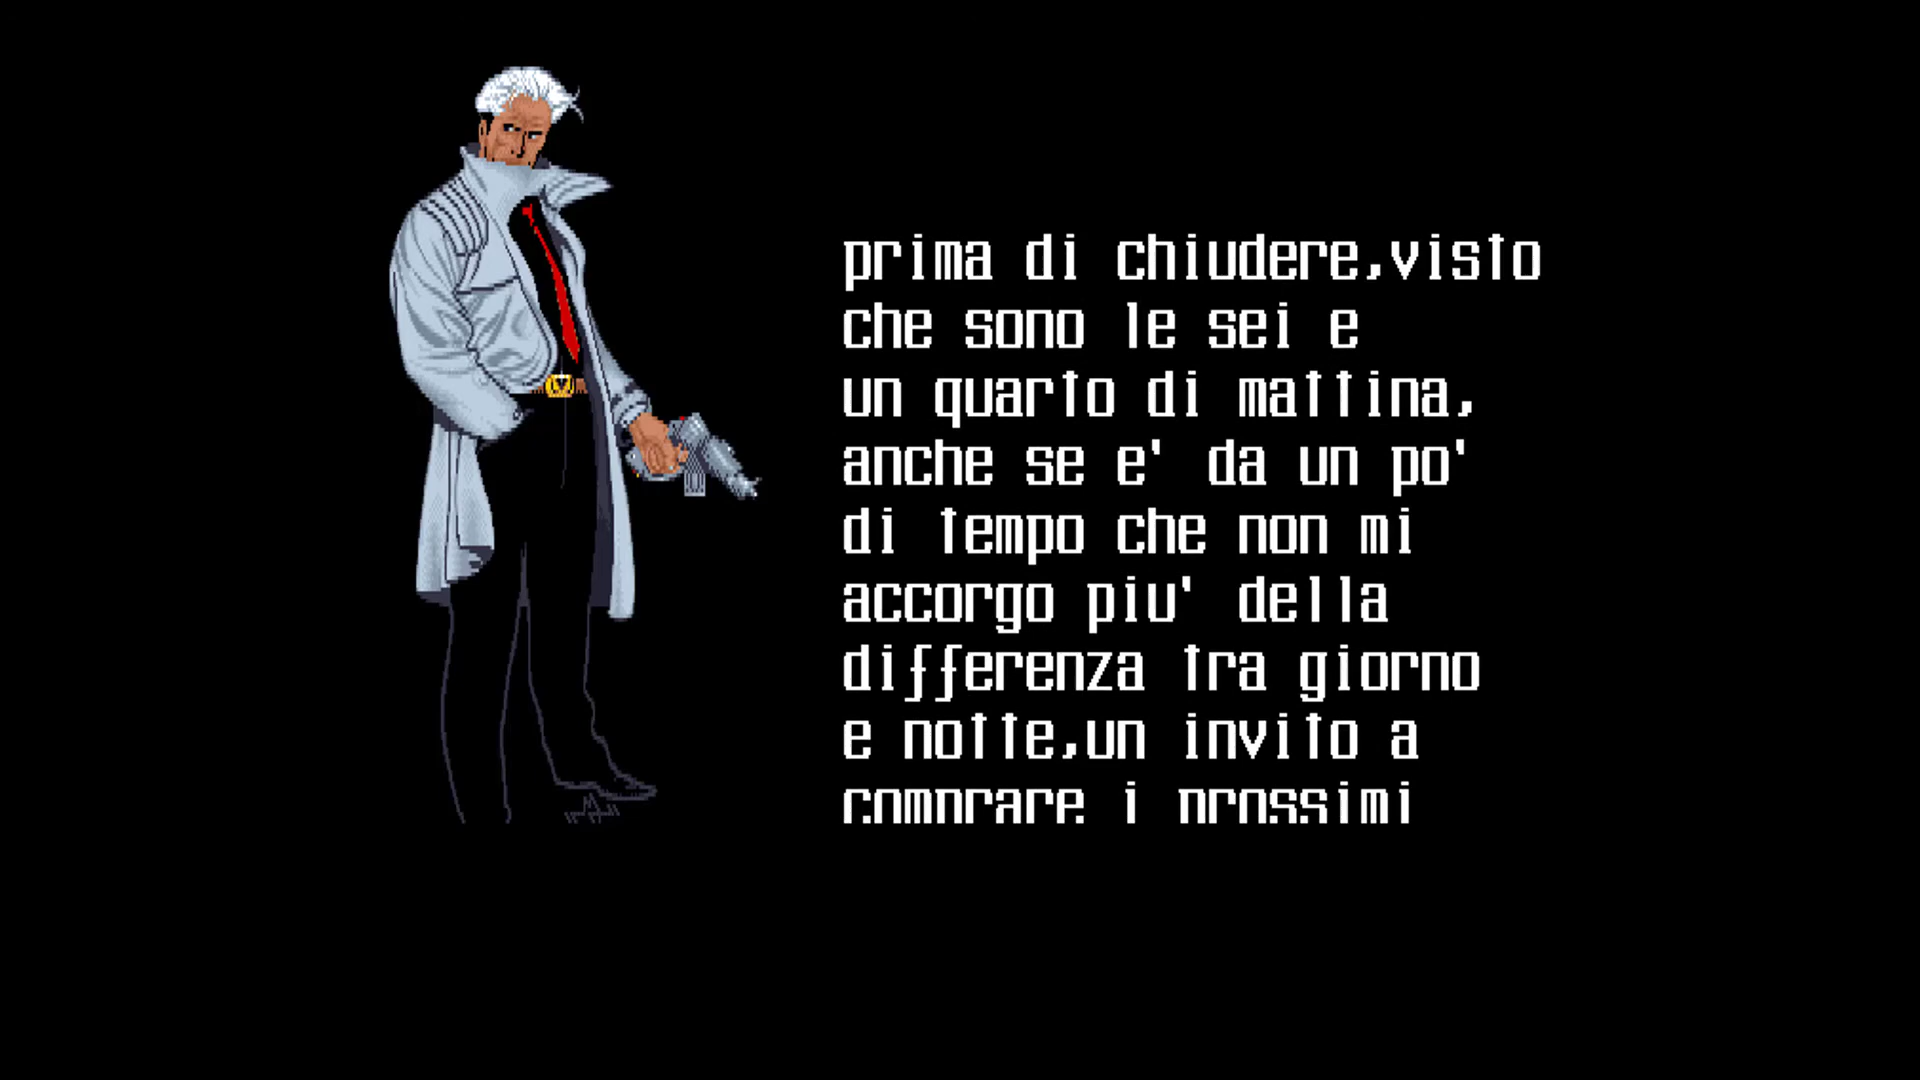 prima di chiudere,visto
che sono le sei e
un quarto di mattina,
anche se e' da un po'
di tempo che non mi
accorgo piu' della
differenza tra giorno
e notte,un invito a
comprare i prossimi